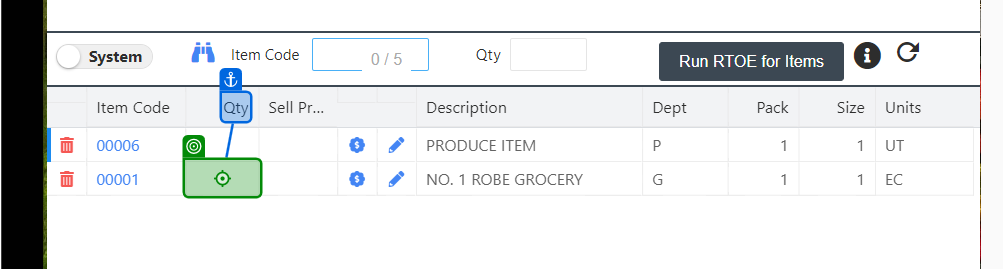 System Item Code 0 / 5 Qty Run RTOE for Items
Item Code Qty Sell Pr... Description Dept Pack Size Units
00006 PRODUCE ITEM P 1 1 UT
00001 NO. 1 ROBE GROCERY G 1 1 EC